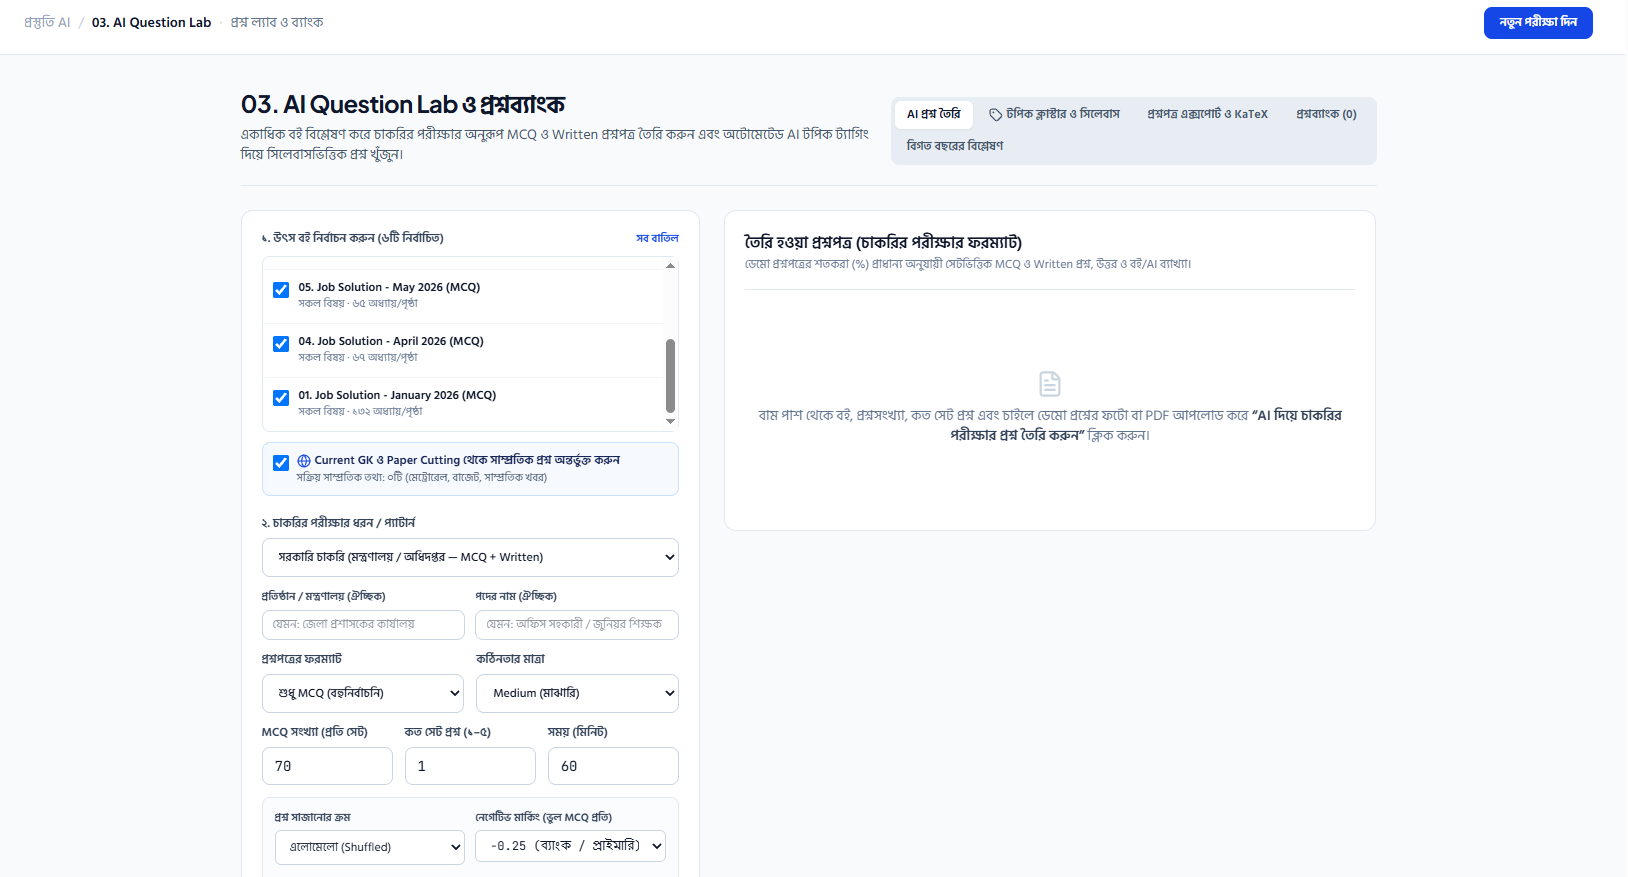 প্রস্তুতি AI / 03. AI Question Lab · প্রশ্ন ল্যাব ও ব্যাংক
নতুন পরীক্ষা দিন
03. AI Question Lab ও প্রশ্নব্যাংক
একাধিক বই বিশ্লেষণ করে চাকরির পরীক্ষার অনুরূপ MCQ ও Written প্রশ্নপত্র তৈরি করুন এবং অটোমেটেড AI টপিক ট্যাগিং
দিয়ে সিলেবাসভিত্তিক প্রশ্ন খুঁজুন।
AI প্রশ্ন তৈরি
টপিক ক্লাস্টার ও সিলেবাস
প্রশ্নপত্র এক্সপোর্ট ও KaTeX
প্রশ্নব্যাংক (0)
বিগত বছরের বিশ্লেষণ
১. উৎস বই নির্বাচন করুন (৬টি নির্বাচিত)
সব বাতিল
05. Job Solution - May 2026 (MCQ)
সকল বিষয় · ৬৫ অধ্যায়/পৃষ্ঠা
04. Job Solution - April 2026 (MCQ)
সকল বিষয় · ৬৭ অধ্যায়/পৃষ্ঠা
01. Job Solution - January 2026 (MCQ)
সকল বিষয় · ১৩২ অধ্যায়/পৃষ্ঠা
Current GK ও Paper Cutting থেকে সাম্প্রতিক প্রশ্ন অন্তর্ভুক্ত করুন
সক্রিয় সাম্প্রতিক তথ্য: ০টি (মেট্রোরেল, বাজেট, সাম্প্রতিক খবর)
২. চাকরির পরীক্ষার ধরন / প্যাটার্ন
সরকারি চাকরি (মন্ত্রণালয় / অধিদপ্তর — MCQ + Written)
প্রতিষ্ঠান / মন্ত্রণালয় (ঐচ্ছিক)
পদের নাম (ঐচ্ছিক)
যেমন: জেলা প্রশাসকের কার্যালয়
যেমন: অফিস সহকারী / জুনিয়র শিক্ষক
প্রশ্নপত্রের ফরম্যাট
কঠিনতার মাত্রা
শুধু MCQ (বহুনির্বাচনি)
Medium (মাঝারি)
MCQ সংখ্যা (প্রতি সেট)
কত সেট প্রশ্ন (১–৫)
সময় (মিনিট)
70
1
60
প্রশ্ন সাজানোর ক্রম
নেগেটিভ মার্কিং (ভুল MCQ প্রতি)
এলোমেলো (Shuffled)
-0.25 (ব্যাংক / প্রাইমারি)
তৈরি হওয়া প্রশ্নপত্র (চাকরির পরীক্ষার ফরম্যাট)
ডেমো প্রশ্নপত্রের শতকরা (%) প্রাধান্য অনুযায়ী সেটভিত্তিক MCQ ও Written প্রশ্ন, উত্তর ও বই/AI ব্যাখ্যা।
বাম পাশ থেকে বই, প্রশ্নসংখ্যা, কত সেট প্রশ্ন এবং চাইলে ডেমো প্রশ্নের ফটো বা PDF আপলোড করে “AI দিয়ে চাকরির
পরীক্ষার প্রশ্ন তৈরি করুন” ক্লিক করুন।